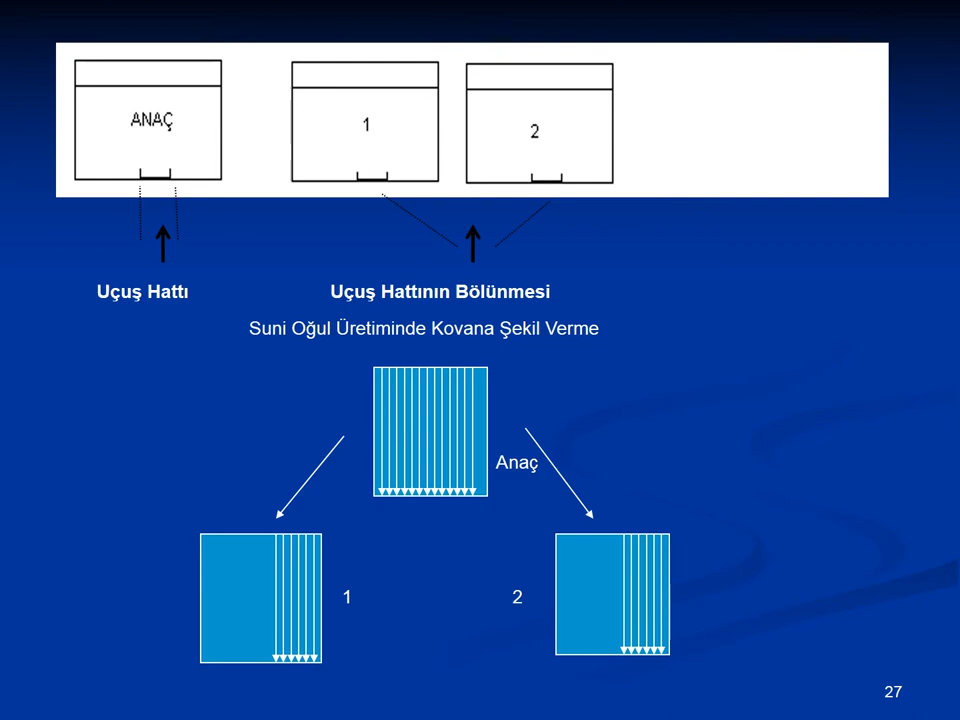 ANAÇ
1
2
Uçuş Hattı
Uçuş Hattının Bölünmesi
Suni Oğul Üretiminde Kovana Şekil Verme
Anaç
1
2
27